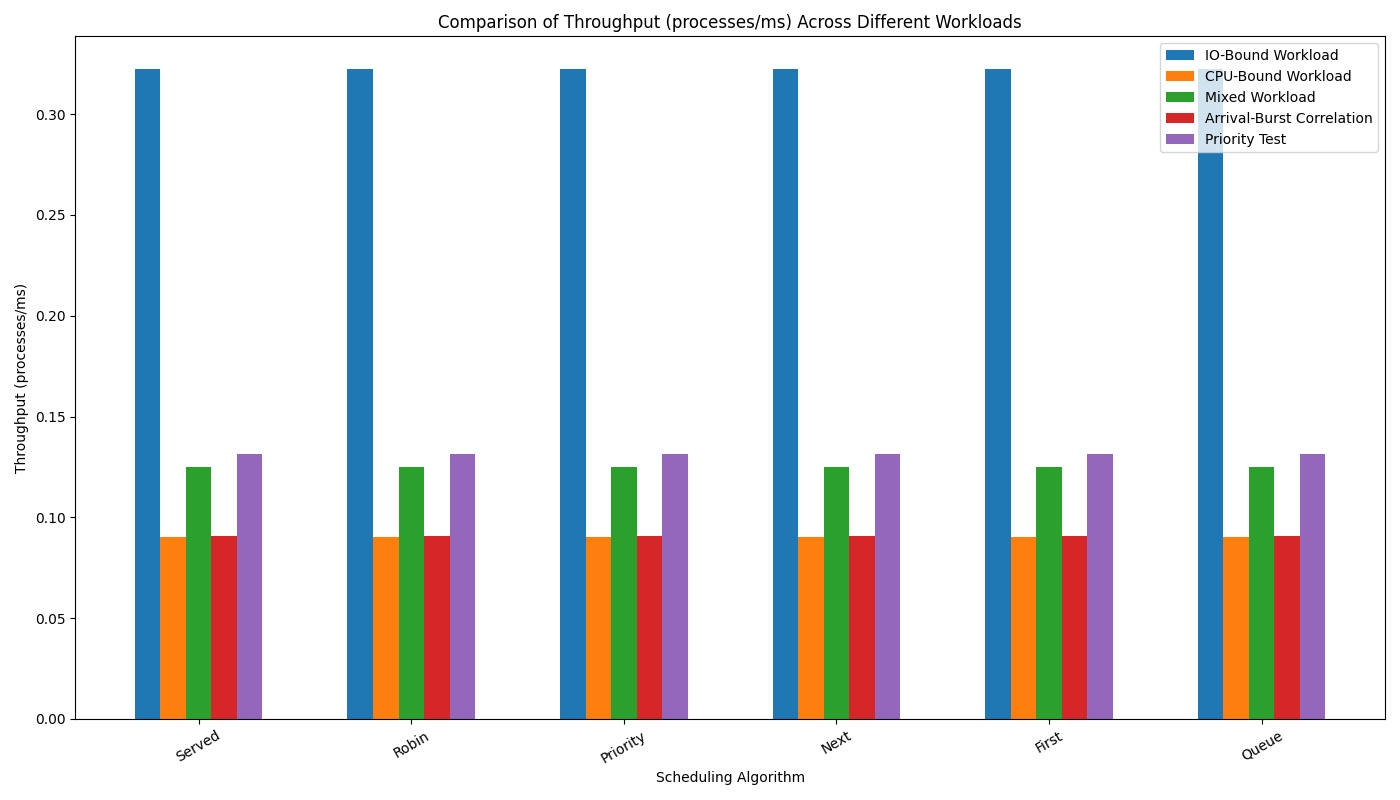 Comparison of Throughput (processes/ms) Across Different Workloads
IO-Bound Workload
CPU-Bound Workload
Mixed Workload
Arrival-Burst Correlation
Priority Test
Throughput (processes/ms)
0.30
0.25
0.20
0.15
0.10
0.05
0.00
Served
Robin
Priority
Next
First
Queue
Scheduling Algorithm